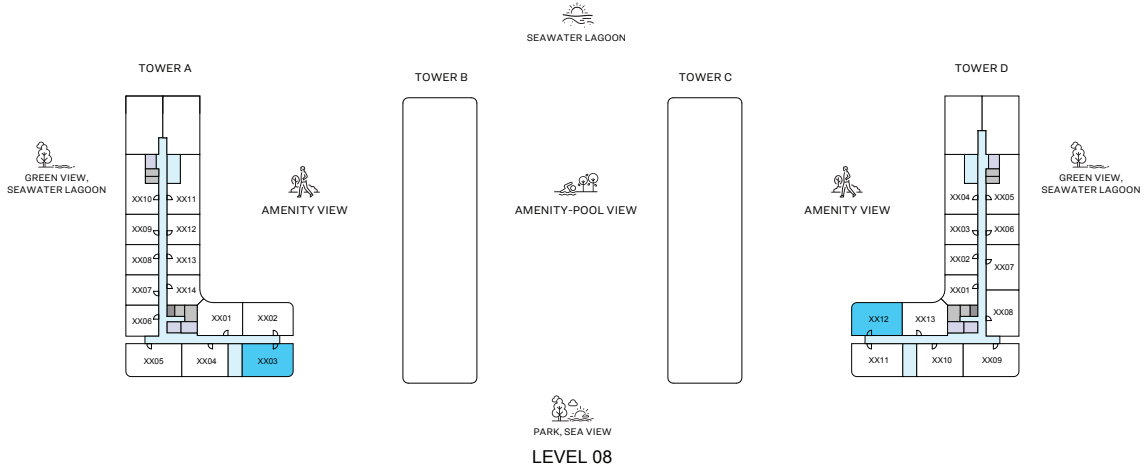 SEAWATER LAGOON
TOWER A
TOWER B
TOWER C
TOWER D
GREEN VIEW,
SEAWATER LAGOON
AMENITY VIEW
AMENITY-POOL VIEW
AMENITY VIEW
GREEN VIEW,
SEAWATER LAGOON
XX10 XX11
XX09 XX12
XX08 XX13
XX07 XX14
XX06 XX01 XX02
XX05 XX04 XX03
XX04 XX05
XX03 XX06
XX02 XX07
XX01
XX12 XX13 XX08
XX11 XX10 XX09
PARK, SEA VIEW
LEVEL 08